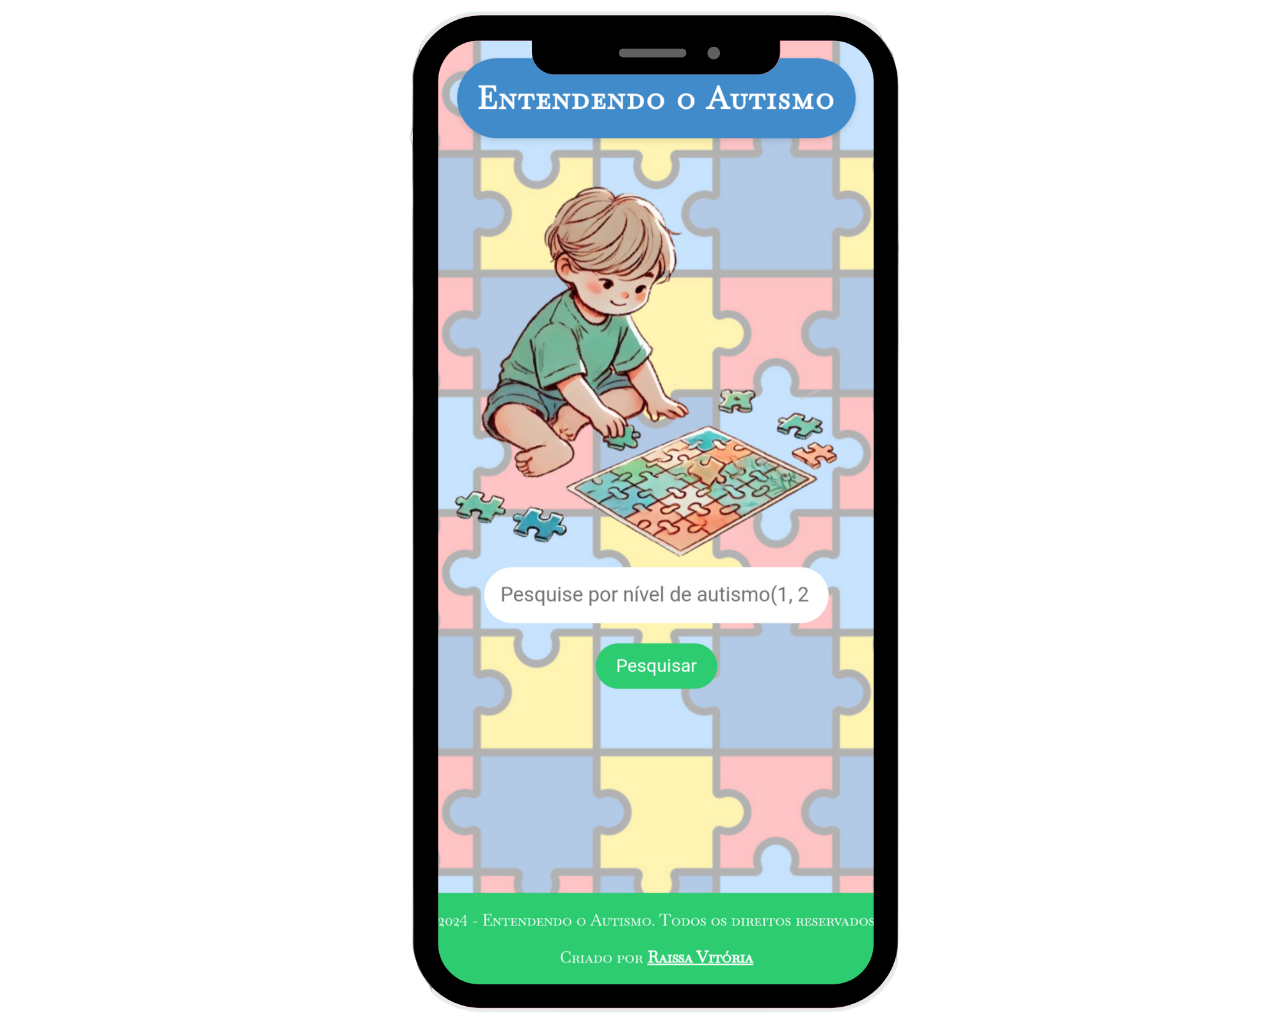 Entendendo o Autismo
Pesquise por nível de autismo(1, 2
Pesquisar
2024 - Entendendo o Autismo. Todos os direitos reservados
Criado por Raissa Vitória